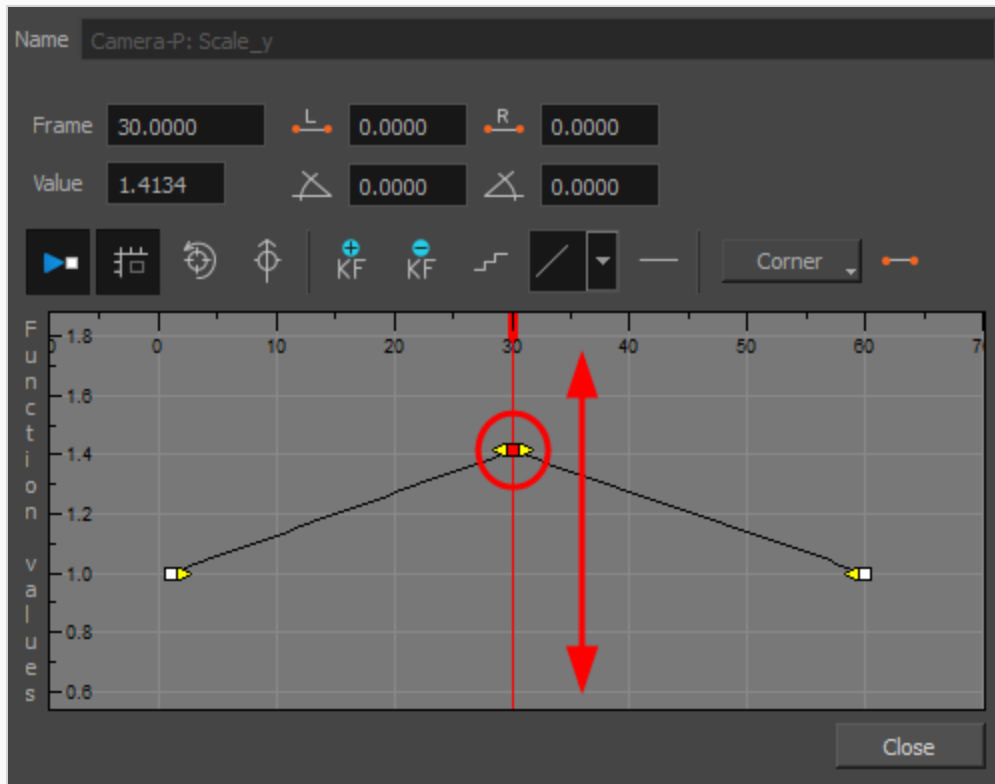 Name Camera-P: Scale_y
Frame 30.0000 L 0.0000 R 0.0000
Value 1.4134 0.0000 0.0000
KF KF Corner
Function values
0 10 20 30 40 50 60
1.8
1.6
1.4
1.2
1.0
0.8
0.6
Close